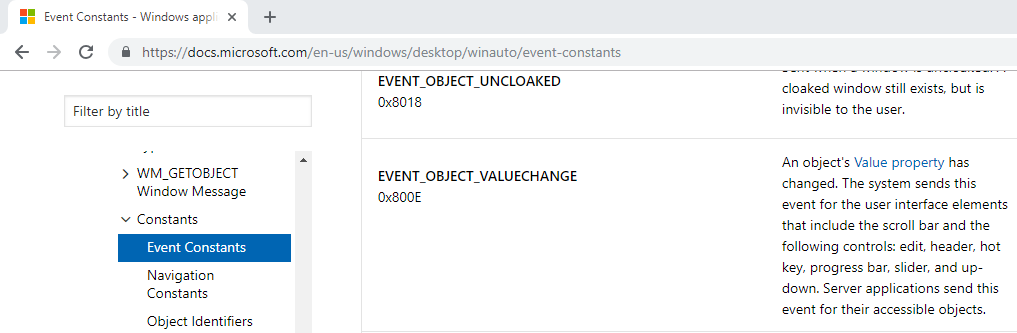 Event Constants - Windows appli
https://docs.microsoft.com/en-us/windows/desktop/winauto/event-constants
Filter by title
WM_GETOBJECT
Window Message
Constants
Event Constants
Navigation
Constants
Object Identifiers
EVENT_OBJECT_UNCLOAKED
0x8018
cloaked window still exists, but is
invisible to the user.
EVENT_OBJECT_VALUECHANGE
0x800E
An object's Value property has
changed. The system sends this
event for the user interface elements
that include the scroll bar and the
following controls: edit, header, hot
key, progress bar, slider, and up-
down. Server applications send this
event for their accessible objects.